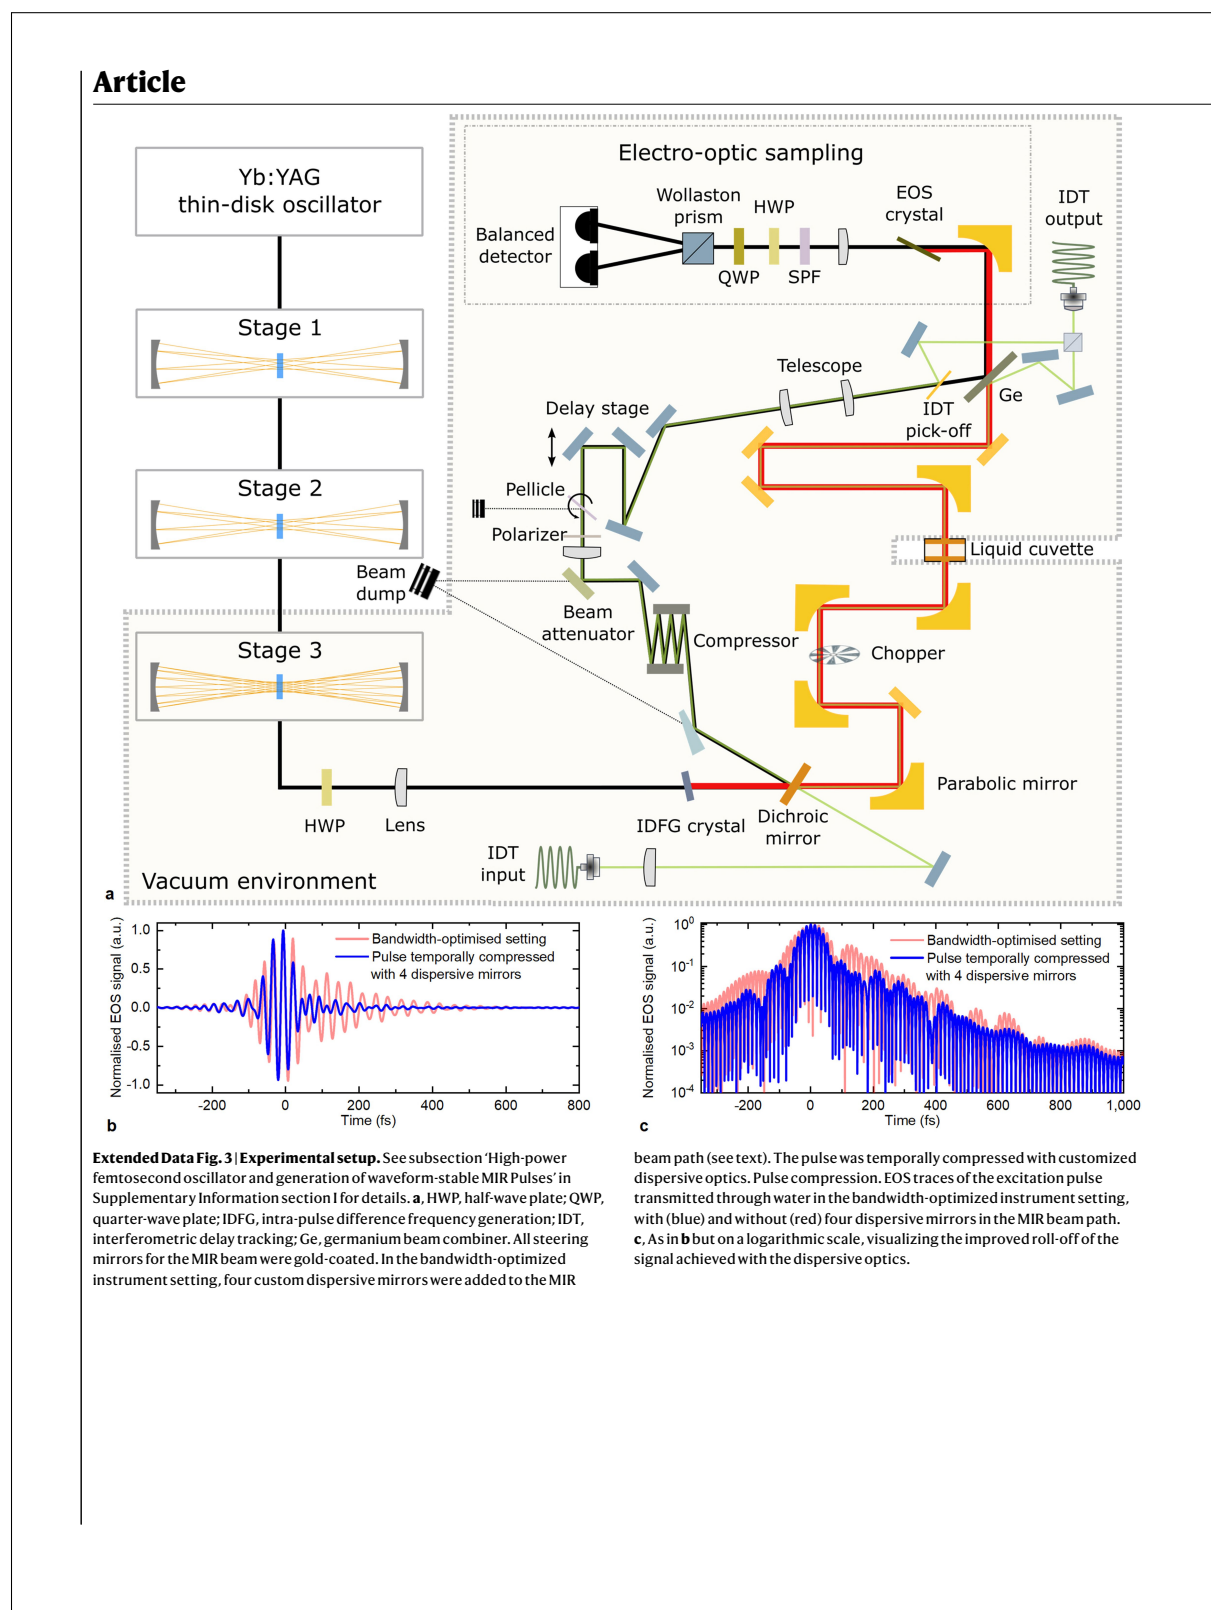 Article
Electro-optic sampling
Yb:YAG
thin-disk oscillator
Wollaston
prism
HWP
EOS
crystal
IDT
output
Balanced
detector
QWP
SPF
Stage 1
Telescope
Ge
IDT
pick-off
Delay stage
Stage 2
Pellicle
Polarizer
Liquid cuvette
Beam
dump
Beam
attenuator
Compressor
Chopper
Stage 3
Parabolic mirror
HWP
Lens
IDFG crystal
Dichroic
mirror
IDT
input
Vacuum environment
a
Normalised EOS signal (a.u.)
1.0
0.5
0.0
-0.5
-1.0
Bandwidth-optimised setting
Pulse temporally compressed
with 4 dispersive mirrors
-200 0 200 400 600 800
Time (fs)
b
Normalised EOS signal (a.u.)
10⁰
10⁻¹
10⁻²
10⁻³
10⁻⁴
Bandwidth-optimised setting
Pulse temporally compressed
with 4 dispersive mirrors
-200 0 200 400 600 800 1,000
Time (fs)
c
Extended Data Fig. 3 | Experimental setup. See subsection ‘High-power
femtosecond oscillator and generation of waveform-stable MIR Pulses’ in
Supplementary Information section I for details. a, HWP, half-wave plate; QWP,
quarter-wave plate; IDFG, intra-pulse difference frequency generation; IDT,
interferometric delay tracking; Ge, germanium beam combiner. All steering
mirrors for the MIR beam were gold-coated. In the bandwidth-optimized
instrument setting, four custom dispersive mirrors were added to the MIR
beam path (see text). The pulse was temporally compressed with customized
dispersive optics. Pulse compression. EOS traces of the excitation pulse
transmitted through water in the bandwidth-optimized instrument setting,
with (blue) and without (red) four dispersive mirrors in the MIR beam path.
c, As in b but on a logarithmic scale, visualizing the improved roll-off of the
signal achieved with the dispersive optics.